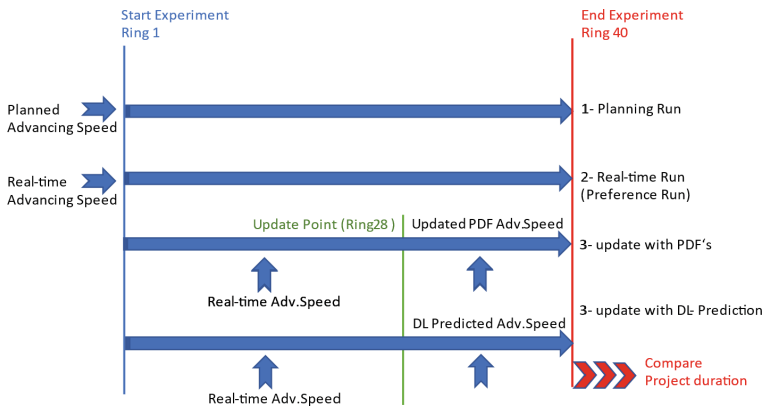 Start Experiment
Ring 1
End Experiment
Ring 40
Planned
Advancing Speed
1- Planning Run
Real-time
Advancing Speed
2- Real-time Run
(Preference Run)
Update Point (Ring28 )
Updated PDF Adv.Speed
3- update with PDF‘s
Real-time Adv.Speed
3- update with DL- Prediction
DL Predicted Adv.Speed
Compare
Project duration
Real-time Adv.Speed